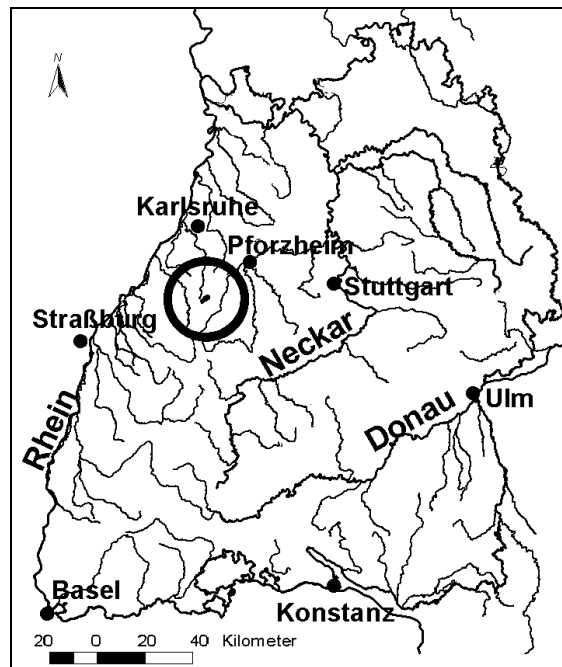 N
Karlsruhe
Pforzheim
Stuttgart
Straßburg
Neckar
Rhein
Donau
Ulm
Basel
Konstanz
20 0 20 40 Kilometer